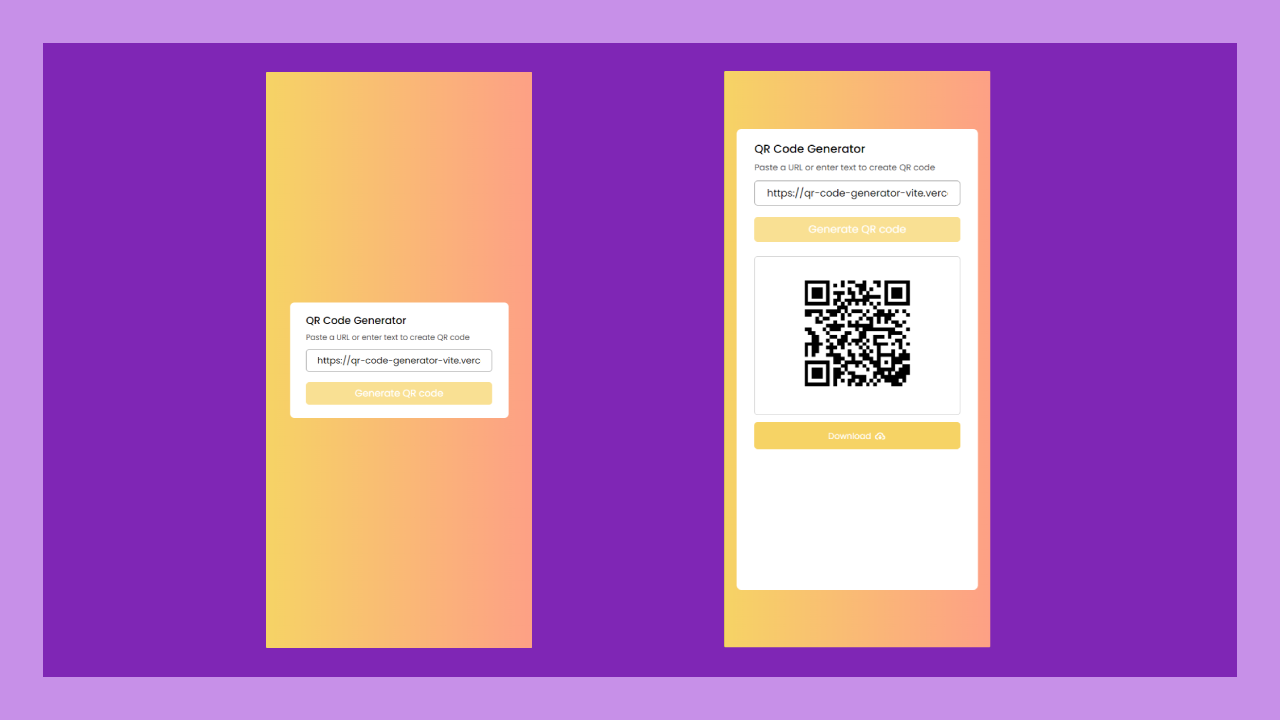 QR Code Generator
Paste a URL or enter text to create QR code
https://qr-code-generator-vite.verc
Generate QR code
QR Code Generator
Paste a URL or enter text to create QR code
https://qr-code-generator-vite.verc
Generate QR code
Download